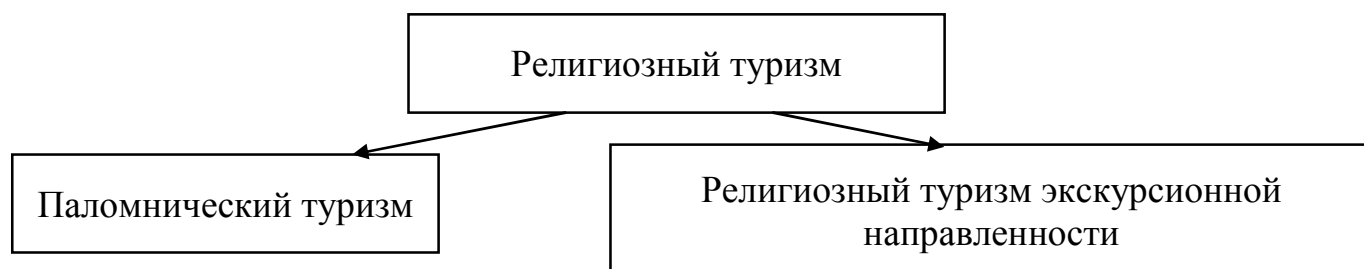 Религиозный туризм
Паломнический туризм
Религиозный туризм экскурсионной
направленности